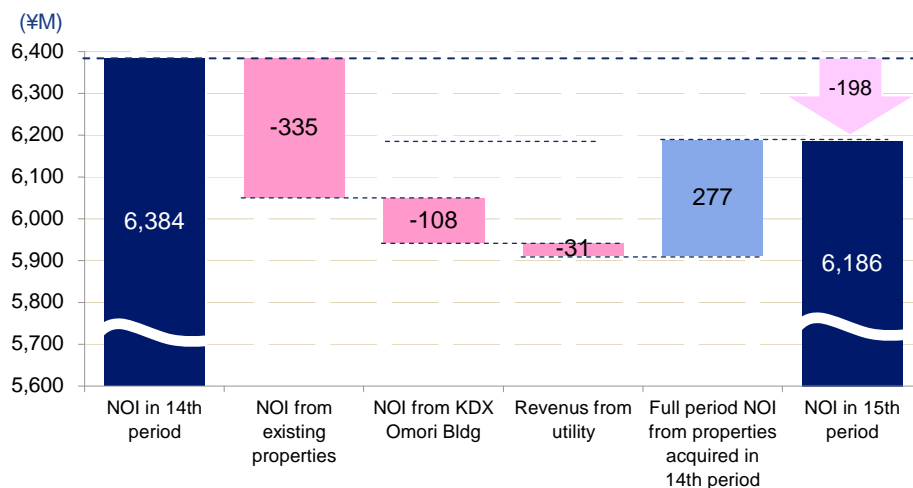 (¥M)
6,400
6,300
6,200
6,100
6,000
5,900
5,800
5,700
5,600
6,384
-335
-108
-31
277
6,186
-198
NOI in 14th
period
NOI from
existing
properties
NOI from KDX
Omori Bldg
Revenus from
utility
Full period NOI
from properties
acquired in
14th period
NOI in 15th
period